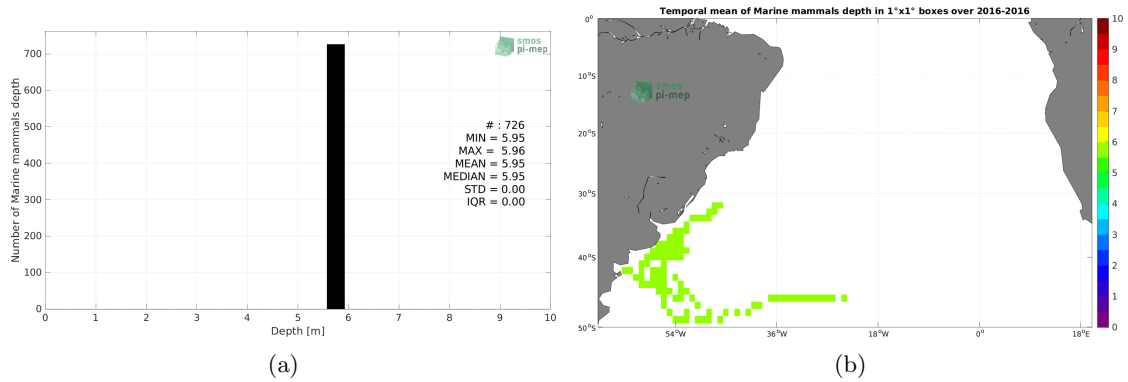 smos
pi-mep
700
600
500
400
300
200
100
0
Number of Marine mammals depth
# : 726
MIN = 5.95
MAX = 5.96
MEAN = 5.95
MEDIAN = 5.95
STD = 0.00
IQR = 0.00
0 1 2 3 4 5 6 7 8 9 10
Depth [m]
(a)
Temporal mean of Marine mammals depth in 1°x1° boxes over 2016-2016
smos
pi-mep
0°
10°S
20°S
30°S
40°S
50°S
54°W 36°W 18°W 0° 18°E
10
9
8
7
6
5
4
3
2
1
0
(b)